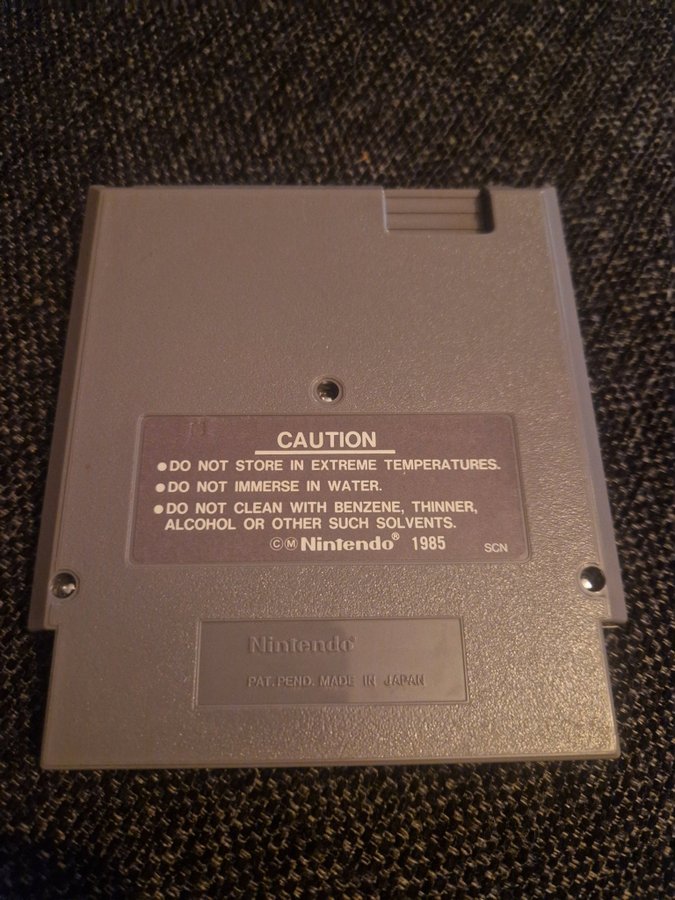 CAUTION
●DO NOT STORE IN EXTREME TEMPERATURES.
●DO NOT IMMERSE IN WATER.
●DO NOT CLEAN WITH BENZENE, THINNER,
ALCOHOL OR OTHER SUCH SOLVENTS.
ⒸⓂ Nintendo® 1985 SCN
Nintendo®
PAT. PEND. MADE IN JAPAN